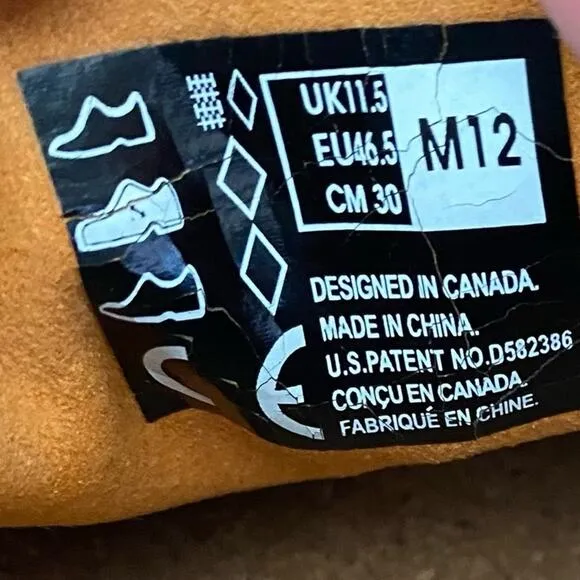 UK11.5
EU46.5
CM 30
M12
DESIGNED IN CANADA.
MADE IN CHINA.
U.S.PATENT NO.D582386
CONÇU EN CANADA.
FABRIQUÉ EN CHINE.
CE